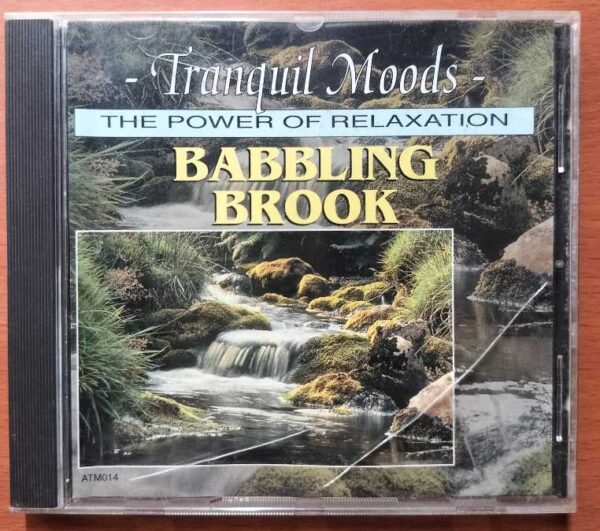 - Tranquil Moods -
THE POWER OF RELAXATION
BABBLING
BROOK
ATM014